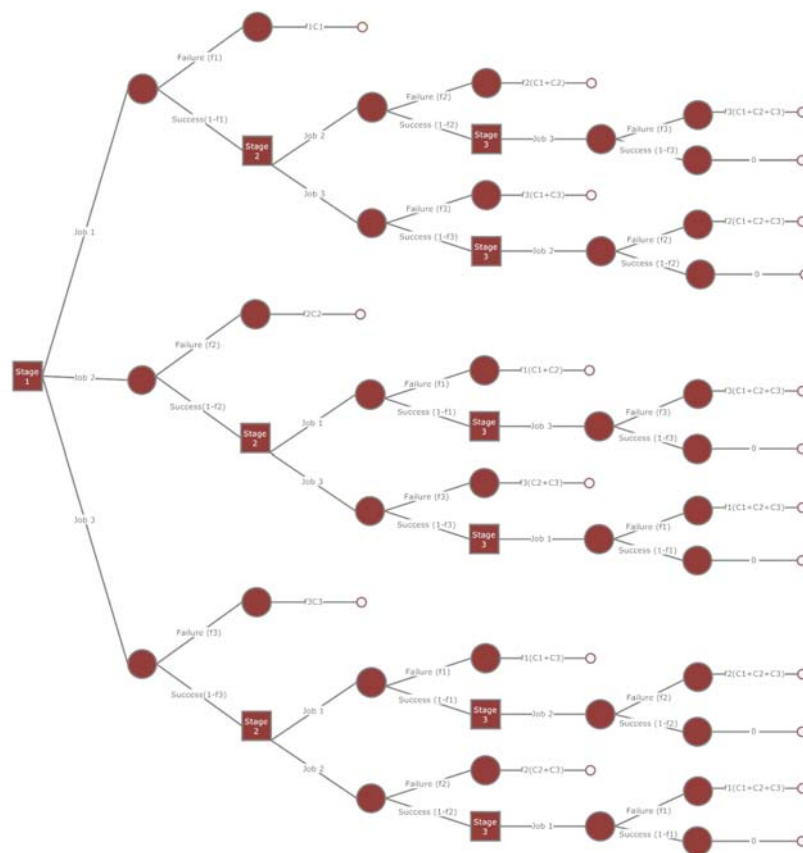 f1C1
Failure (f1)
f2(C1+C2)
Failure (f2)
f3(C1+C2+C3)
Success(1-f1)
Job 2
Success (1-f2)
Failure (f3)
Stage
2
Stage
3
Job 3
Success (1-f3)
0
Job 3
f3(C1+C3)
Failure (f3)
f2(C1+C2+C3)
Job 1
Success (1-f3)
Failure (f2)
Stage
3
Job 2
Success (1-f2)
0
f2C2
Failure (f2)
Stage
1
Job 2
f1(C1+C2)
Failure (f1)
f3(C1+C2+C3)
Success(1-f2)
Job 1
Success (1-f1)
Failure (f3)
Stage
2
Stage
3
Job 3
Success (1-f3)
0
Job 3
f3(C2+C3)
Failure (f3)
f1(C1+C2+C3)
Job 3
Success (1-f3)
Failure (f1)
Stage
3
Job 1
Success (1-f1)
0
f3C3
Failure (f3)
f1(C1+C3)
Failure (f1)
f2(C1+C2+C3)
Success(1-f3)
Job 1
Success (1-f1)
Failure (f2)
Stage
2
Stage
3
Job 2
Success (1-f2)
0
Job 2
f2(C2+C3)
Failure (f2)
f1(C1+C2+C3)
Success (1-f2)
Failure (f1)
Stage
3
Job 1
Success (1-f1)
0